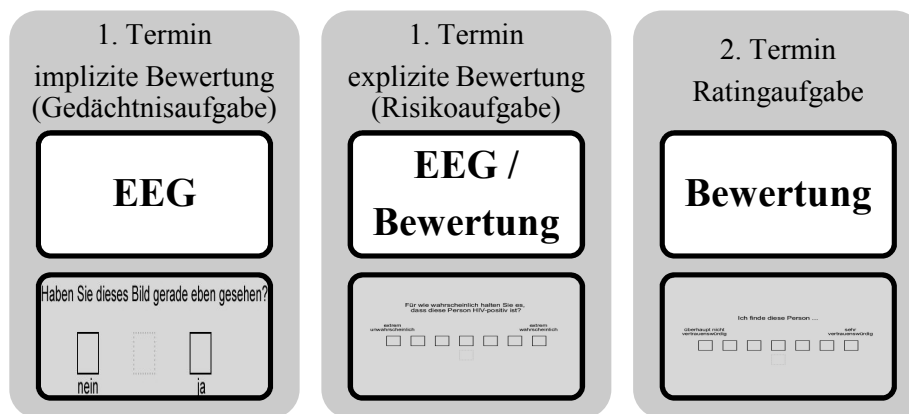 1. Termin
implizite Bewertung
(Gedächtnisaufgabe)
EEG
Haben Sie dieses Bild gerade eben gesehen?
nein
ja
1. Termin
explizite Bewertung
(Risikoaufgabe)
EEG /
Bewertung
Für wie wahrscheinlich halten Sie es,
dass diese Person HIV-positiv ist?
extrem
unwahrscheinlich
extrem
wahrscheinlich
2. Termin
Ratingaufgabe
Bewertung
Ich finde diese Person ...
überhaupt nicht
vertrauenswürdig
sehr
vertrauenswürdig